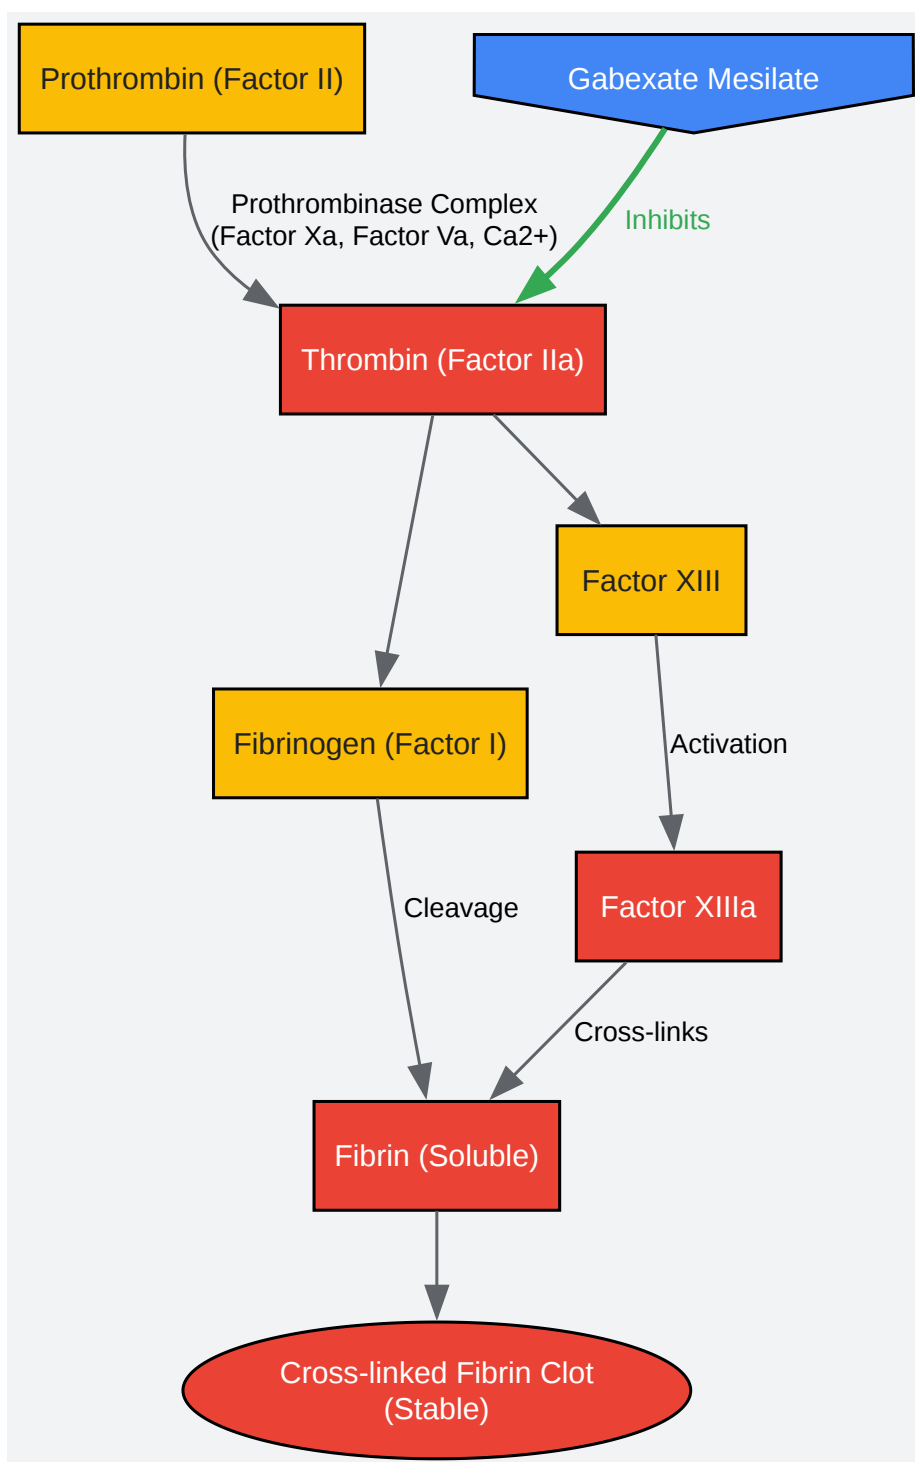 Prothrombin (Factor II)
Gabexate Mesilate
Prothrombinase Complex
(Factor Xa, Factor Va, Ca2+)
Inhibits
Thrombin (Factor IIa)
Factor XIII
Fibrinogen (Factor I)
Activation
Factor XIIIa
Cleavage
Cross-links
Fibrin (Soluble)
Cross-linked Fibrin Clot
(Stable)